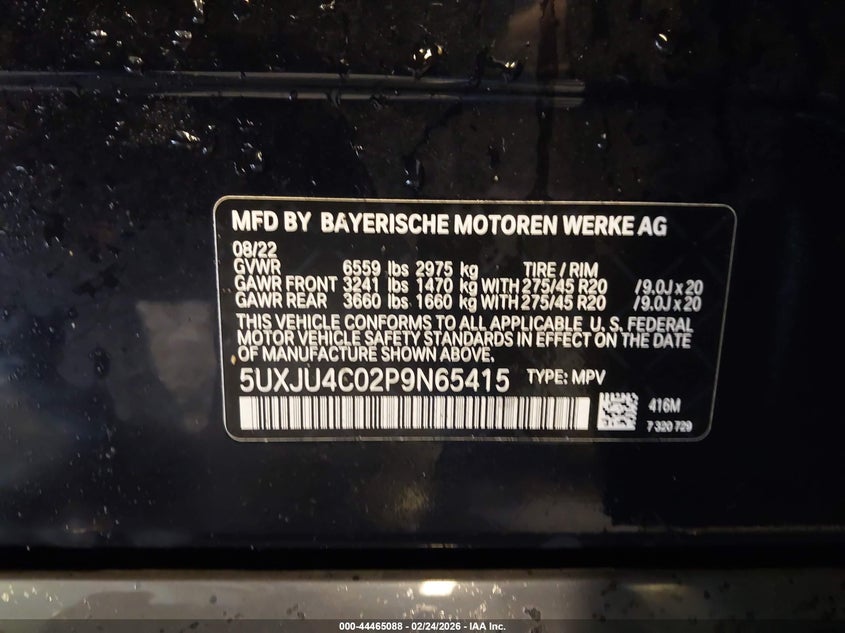 MFD BY BAYERISCHE MOTOREN WERKE AG
08/22
GVWR 6559 lbs 2975 kg TIRE / RIM
GAWR FRONT 3241 lbs 1470 kg WITH 275/45 R20 /9.0J x 20
GAWR REAR 3660 lbs 1660 kg WITH 275/45 R20 /9.0J x 20
THIS VEHICLE CONFORMS TO ALL APPLICABLE U. S. FEDERAL
MOTOR VEHICLE SAFETY STANDARDS IN EFFECT ON THE DATE
OF MANUFACTURE SHOWN ABOVE.
5UXJU4C02P9N65415 TYPE: MPV
416M
7 320 729
000-44465088 — 02/24/2026 — IAA Inc.